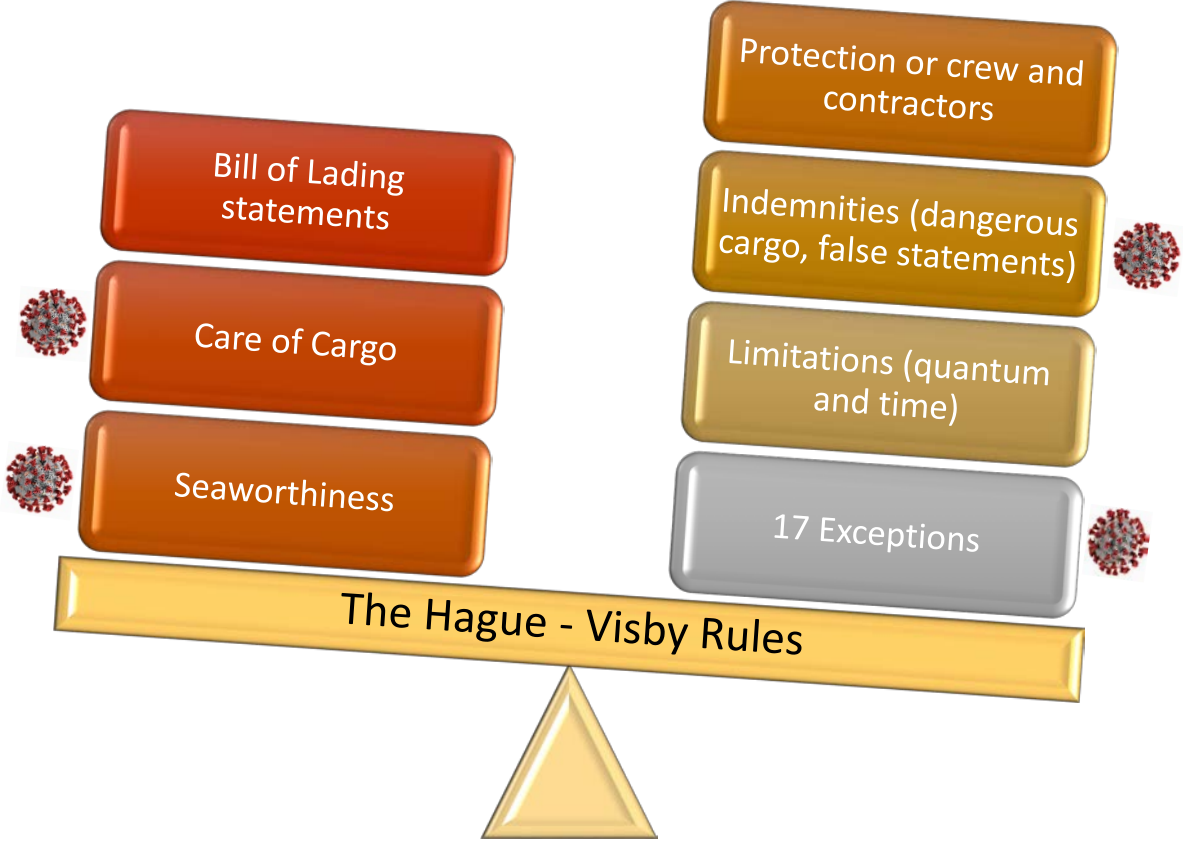 Bill of Lading
statements
Care of Cargo
Seaworthiness
Protection or crew and
contractors
Indemnities (dangerous
cargo, false statements)
Limitations (quantum
and time)
17 Exceptions
The Hague - Visby Rules